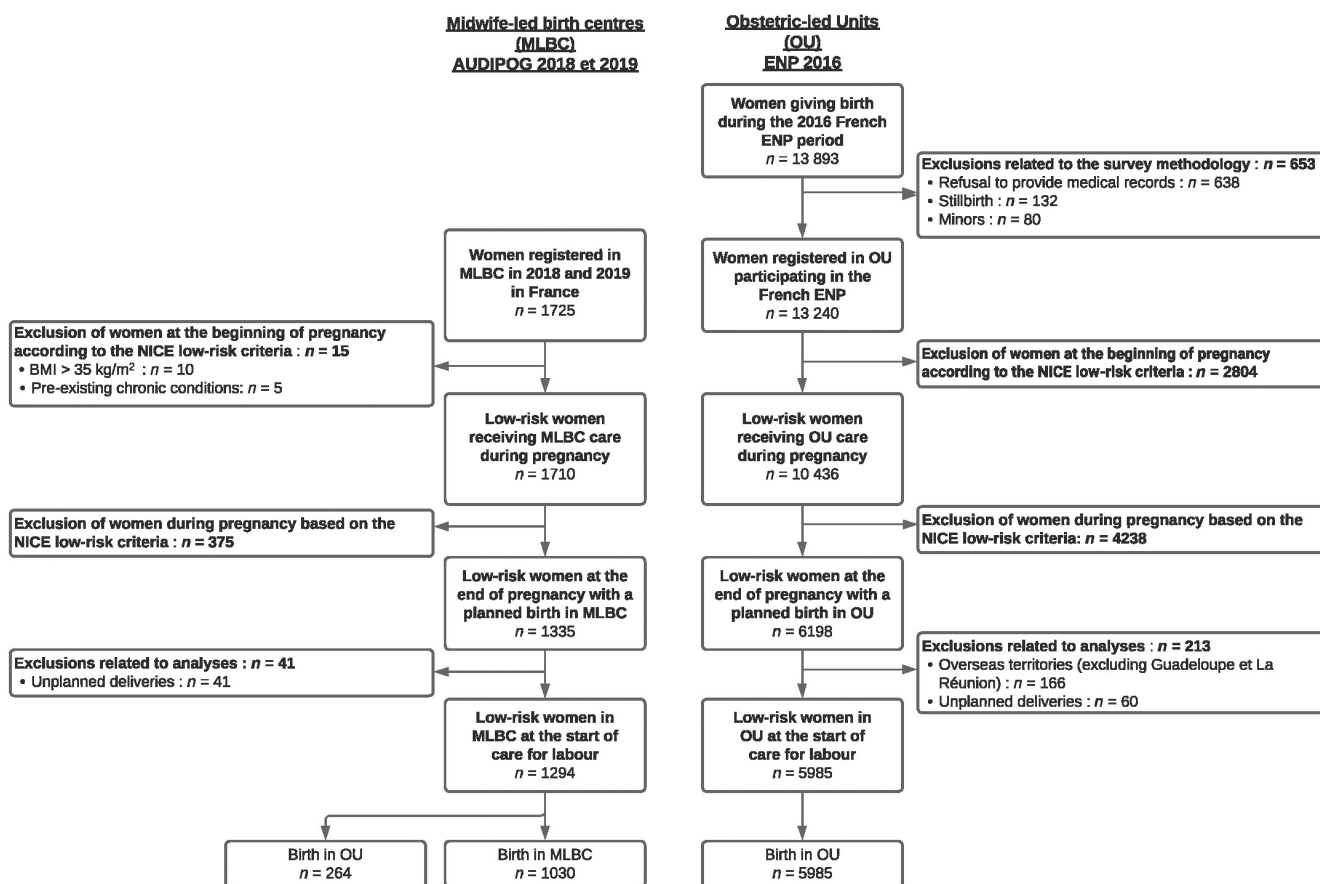 Midwife-led birth centres
(MLBC)
AUDIPOG 2018 et 2019
Obstetric-led Units
(OU)
ENP 2016
Women giving birth
during the 2016 French
ENP period
n = 13 893
Exclusions related to the survey methodology : n = 653
• Refusal to provide medical records : n = 638
• Stillbirth : n = 132
• Minors : n = 80
Women registered in
MLBC in 2018 and 2019
in France
n = 1725
Women registered in OU
participating in the
French ENP
n = 13 240
Exclusion of women at the beginning of pregnancy
according to the NICE low-risk criteria : n = 15
• BMI > 35 kg/m² : n = 10
• Pre-existing chronic conditions: n = 5
Exclusion of women at the beginning of pregnancy
according to the NICE low-risk criteria : n = 2804
Low-risk women
receiving MLBC care
during pregnancy
n = 1710
Low-risk women
receiving OU care
during pregnancy
n = 10 436
Exclusion of women during pregnancy based on the
NICE low-risk criteria : n = 375
Exclusion of women during pregnancy based on the
NICE low-risk criteria: n = 4238
Low-risk women at the
end of pregnancy with a
planned birth in MLBC
n = 1335
Low-risk women at the
end of pregnancy with a
planned birth in OU
n = 6198
Exclusions related to analyses : n = 41
• Unplanned deliveries : n = 41
Exclusions related to analyses : n = 213
• Overseas territories (excluding Guadeloupe et La
Réunion) : n = 166
• Unplanned deliveries : n = 60
Low-risk women in
MLBC at the start of
care for labour
n = 1294
Low-risk women in
OU at the start of
care for labour
n = 5985
Birth in OU
n = 264
Birth in MLBC
n = 1030
Birth in OU
n = 5985